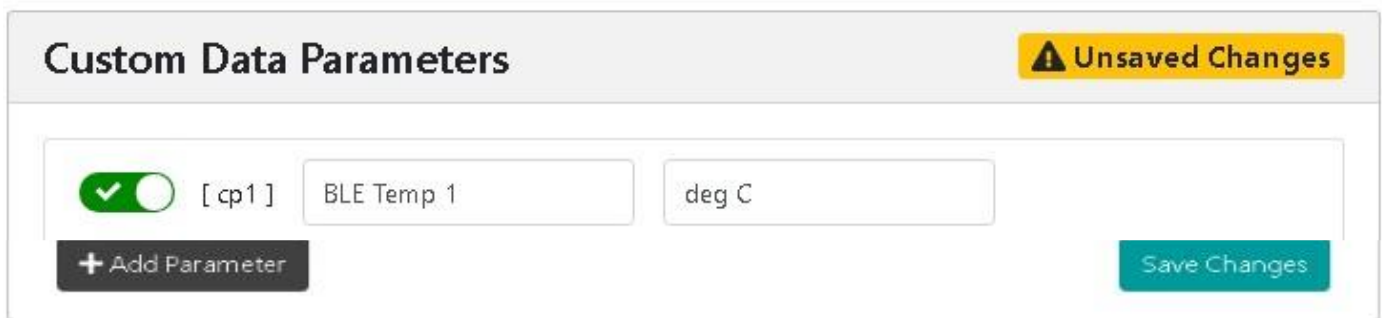 Custom Data Parameters
Unsaved Changes
[ cp1 ] BLE Temp 1 deg C
+ Add Parameter
Save Changes